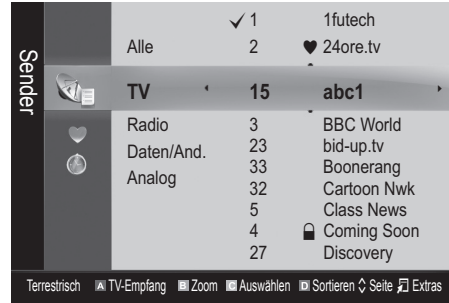 Sender
✓ 1 1futech
Alle 2 ♥ 24ore.tv
TV 15 abc1
Radio 3 BBC World
Daten/And. 23 bid-up.tv
Analog 33 Boonerang
32 Cartoon Nwk
5 Class News
4 Coming Soon
27 Discovery
Terrestrisch A TV-Empfang B Zoom C Auswählen D Sortieren Seite Extras